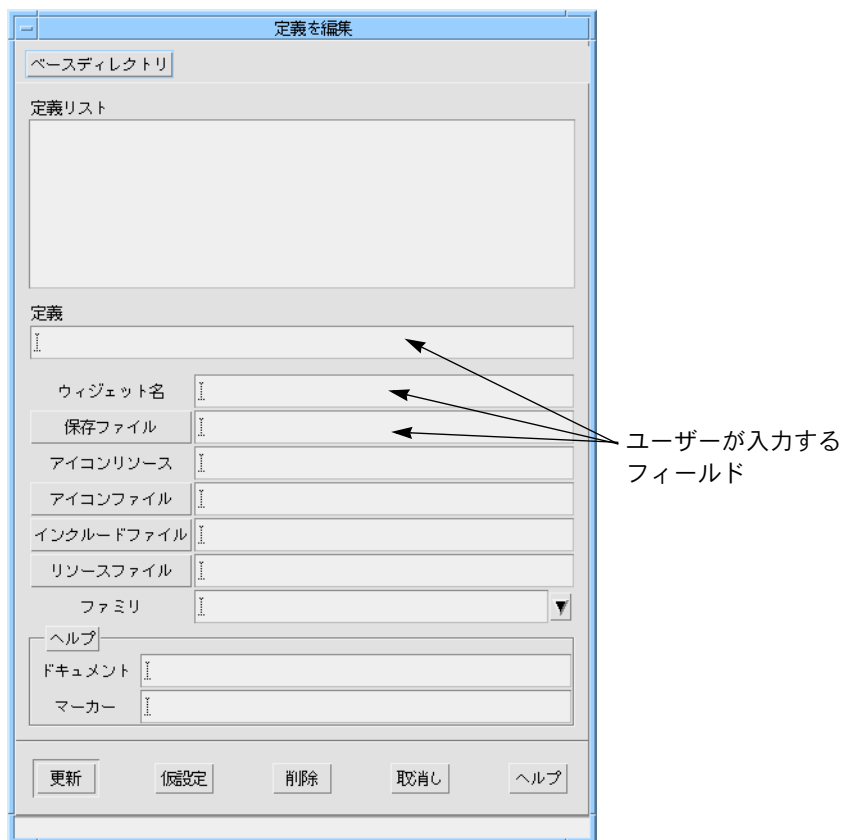 定義を編集
ベースディレクトリ
定義リスト
定義
ウィジェット名
保存ファイル
アイコンリソース
アイコンファイル
インクルードファイル
リソースファイル
ファミリ
ヘルプ
ドキュメント
マーカー
更新 仮設定 削除 取消し ヘルプ
ユーザーが入力する
フィールド